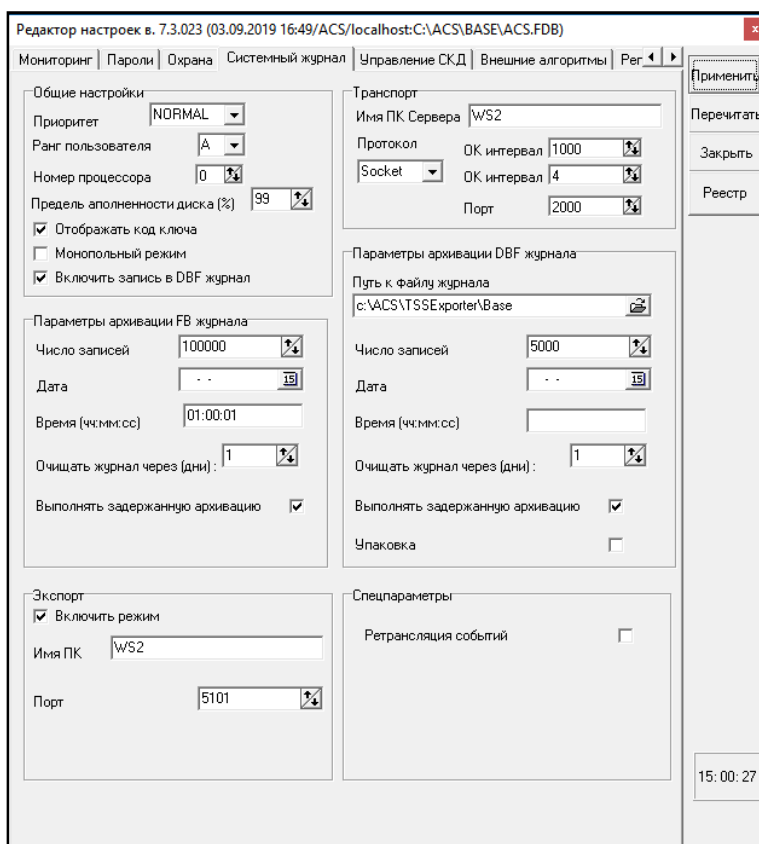 Редактор настроек в. 7.3.023 (03.09.2019 16:49/ACS/localhost:C:\ACS\BASE\ACS.FDB)
x
Мониторинг Пароли Охрана Системный журнал Управление СКД Внешние алгоритмы Рег
Применить
Перечитать
Закрыть
Реестр
Общие настройки
Приоритет NORMAL
Ранг пользователя A
Номер процессора 0
Предель аполненности диска (%) 99
Отображать код ключа
Монопольный режим
Включить запись в DBF журнал
Транспорт
Имя ПК Сервера WS2
Протокол
Socket
ОК интервал 1000
ОК интервал 4
Порт 2000
Параметры архивации FB журнала
Число записей 100000
Дата - - 15
Время (чч:мм:сс) 01:00:01
Очищать журнал через (дни) : 1
Выполнять задержанную архивацию
Параметры архивации DBF журнала
Путь к файлу журнала
c:\ACS\TSSExporter\Base
Число записей 5000
Дата - - 15
Время (чч:мм:сс)
Очищать журнал через (дни) : 1
Выполнять задержанную архивацию
Упаковка
Экспорт
Включить режим
Имя ПК WS2
Порт 5101
Спецпараметры
Ретрансляция событий
15: 00: 27